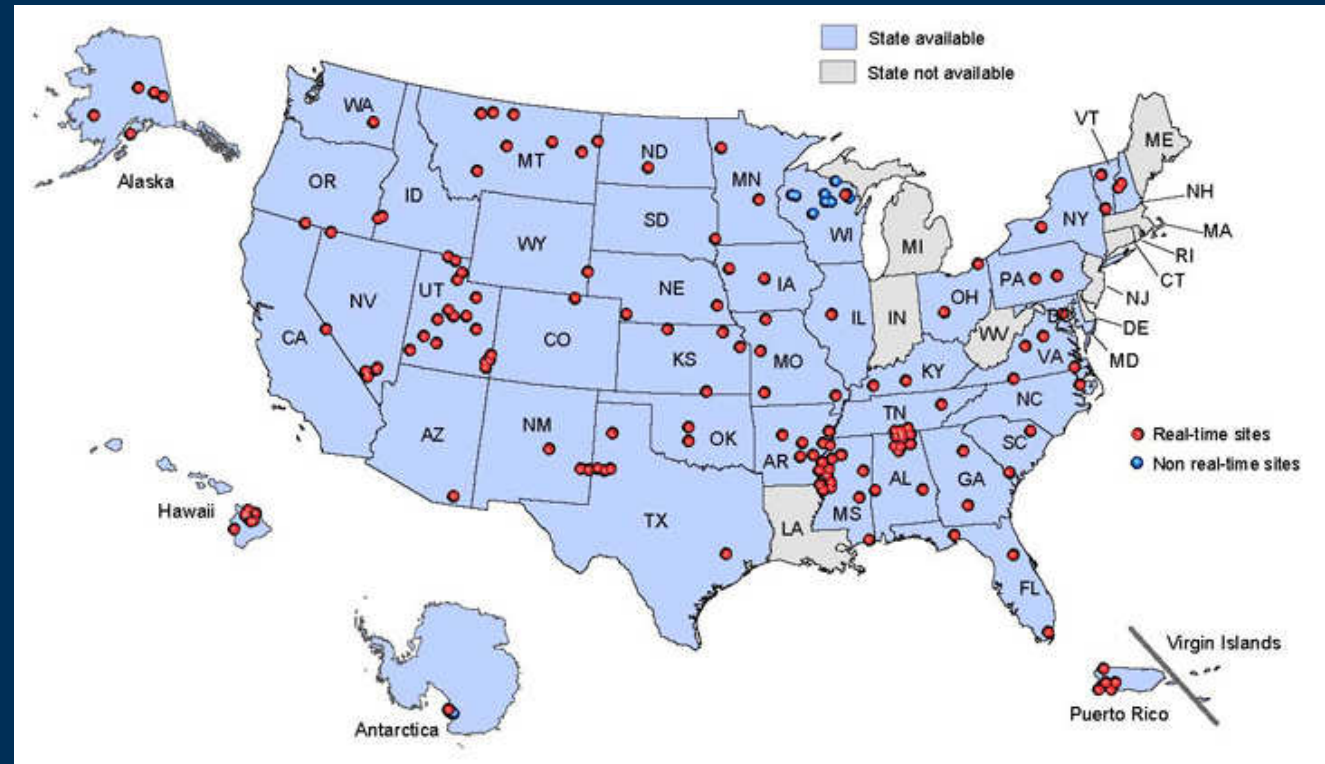 State available
State not available
WA
MT
ND
MN
VT
ME
OR
ID
SD
WI
MI
NY
NH
MA
RI
CT
WY
NE
IA
PA
NJ
NV
UT
CO
IL
IN
OH
WV
DE
MD
CA
KS
MO
KY
VA
AZ
NM
OK
AR
TN
NC
SC
TX
LA
MS
AL
GA
FL
Real-time sites
Non real-time sites
Alaska
Hawaii
Antarctica
Virgin Islands
Puerto Rico